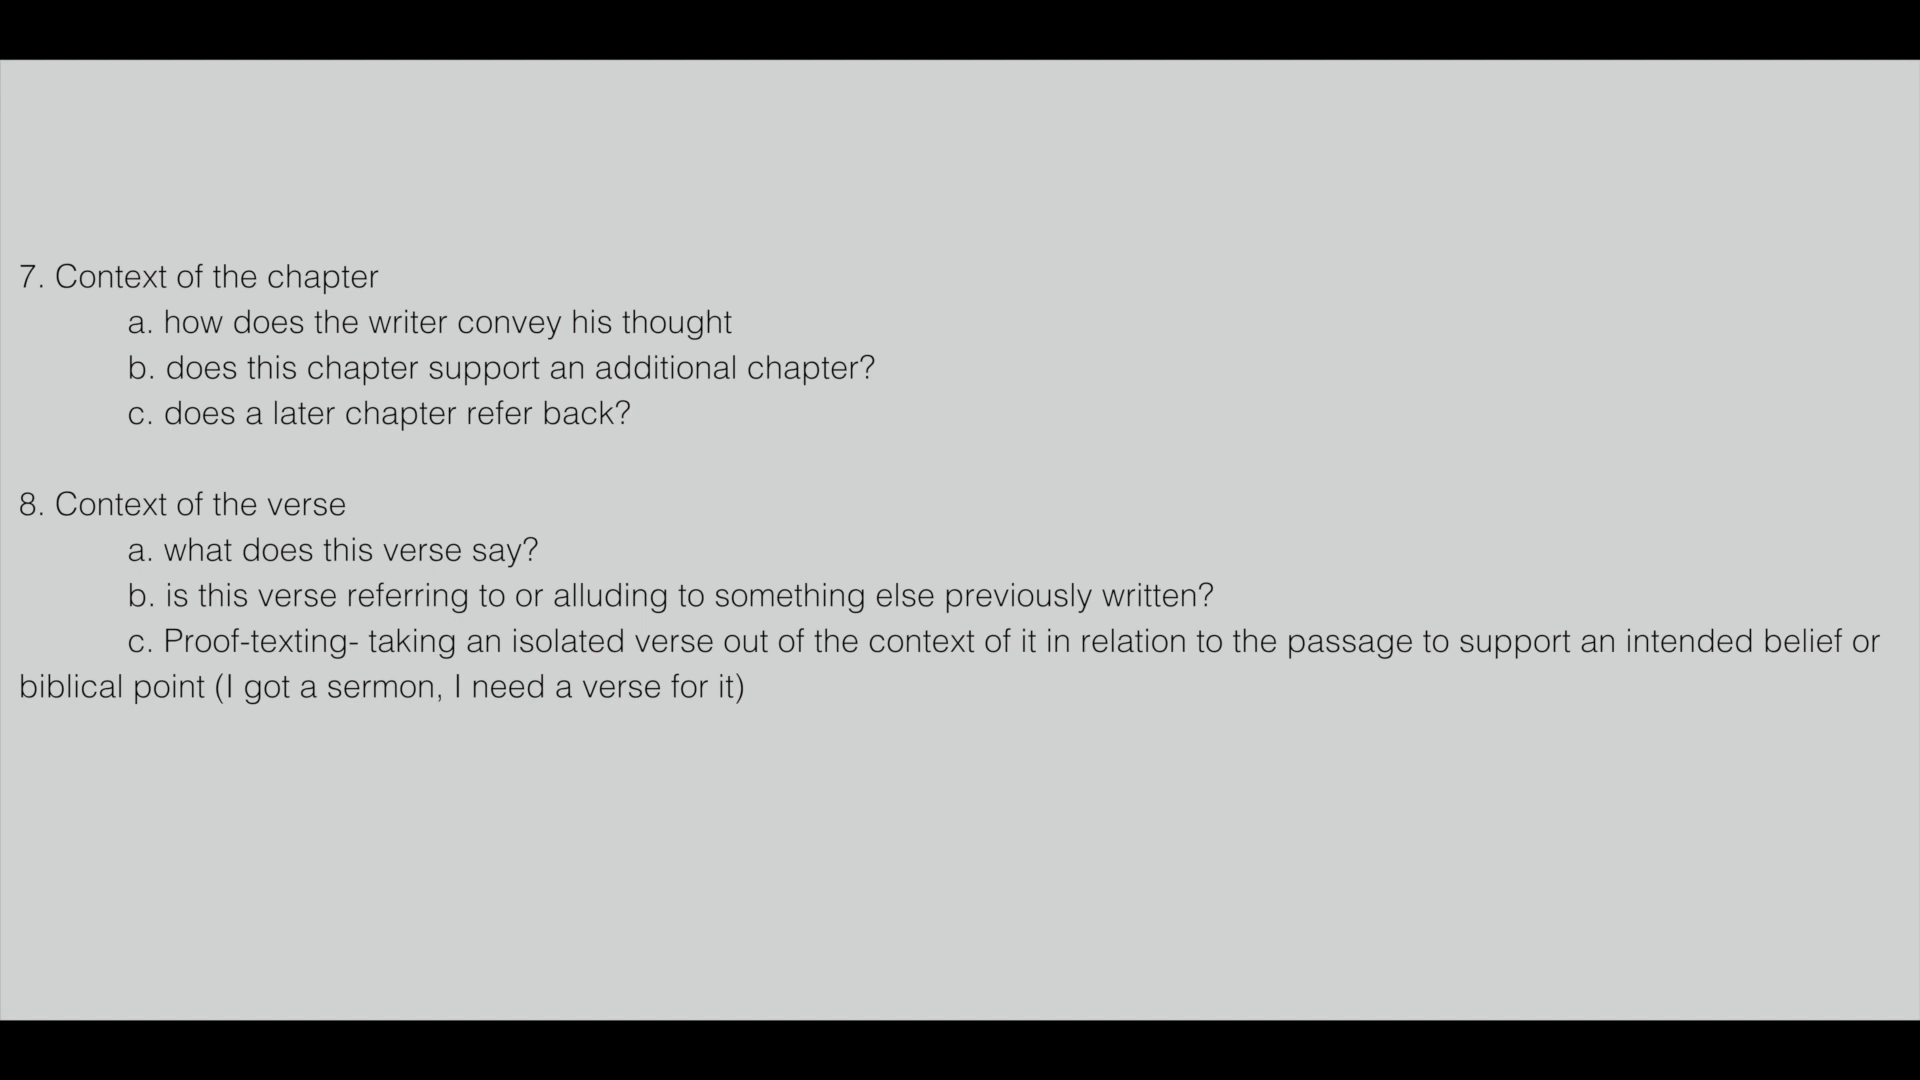 7. Context of the chapter
a. how does the writer convey his thought
b. does this chapter support an additional chapter?
c. does a later chapter refer back?
8. Context of the verse
a. what does this verse say?
b. is this verse referring to or alluding to something else previously written?
c. Proof-texting- taking an isolated verse out of the context of it in relation to the passage to support an intended belief or
biblical point (I got a sermon, I need a verse for it)